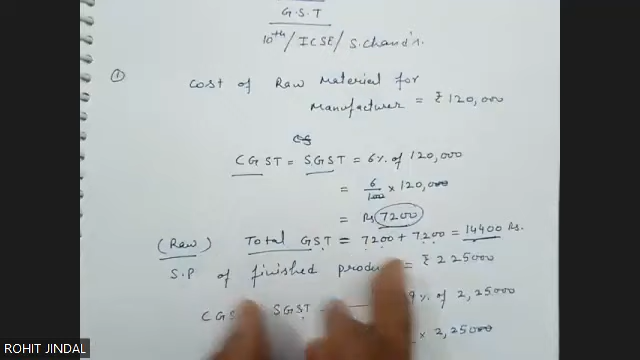 G.S.T
10th/ICSE/S.Chand's.
① Cost of Raw Material for
Manufacturer = ₹ 120,000
CGST = SGST = 6% of 120,000
= 6/100 x 120,000
= Rs 7200
(Raw) Total GST = 7200 + 7200 = 14400 Rs.
S.P of finished = ₹ 225000
SGST 9% of 2,25000
x 2,25000
ROHIT JINDAL